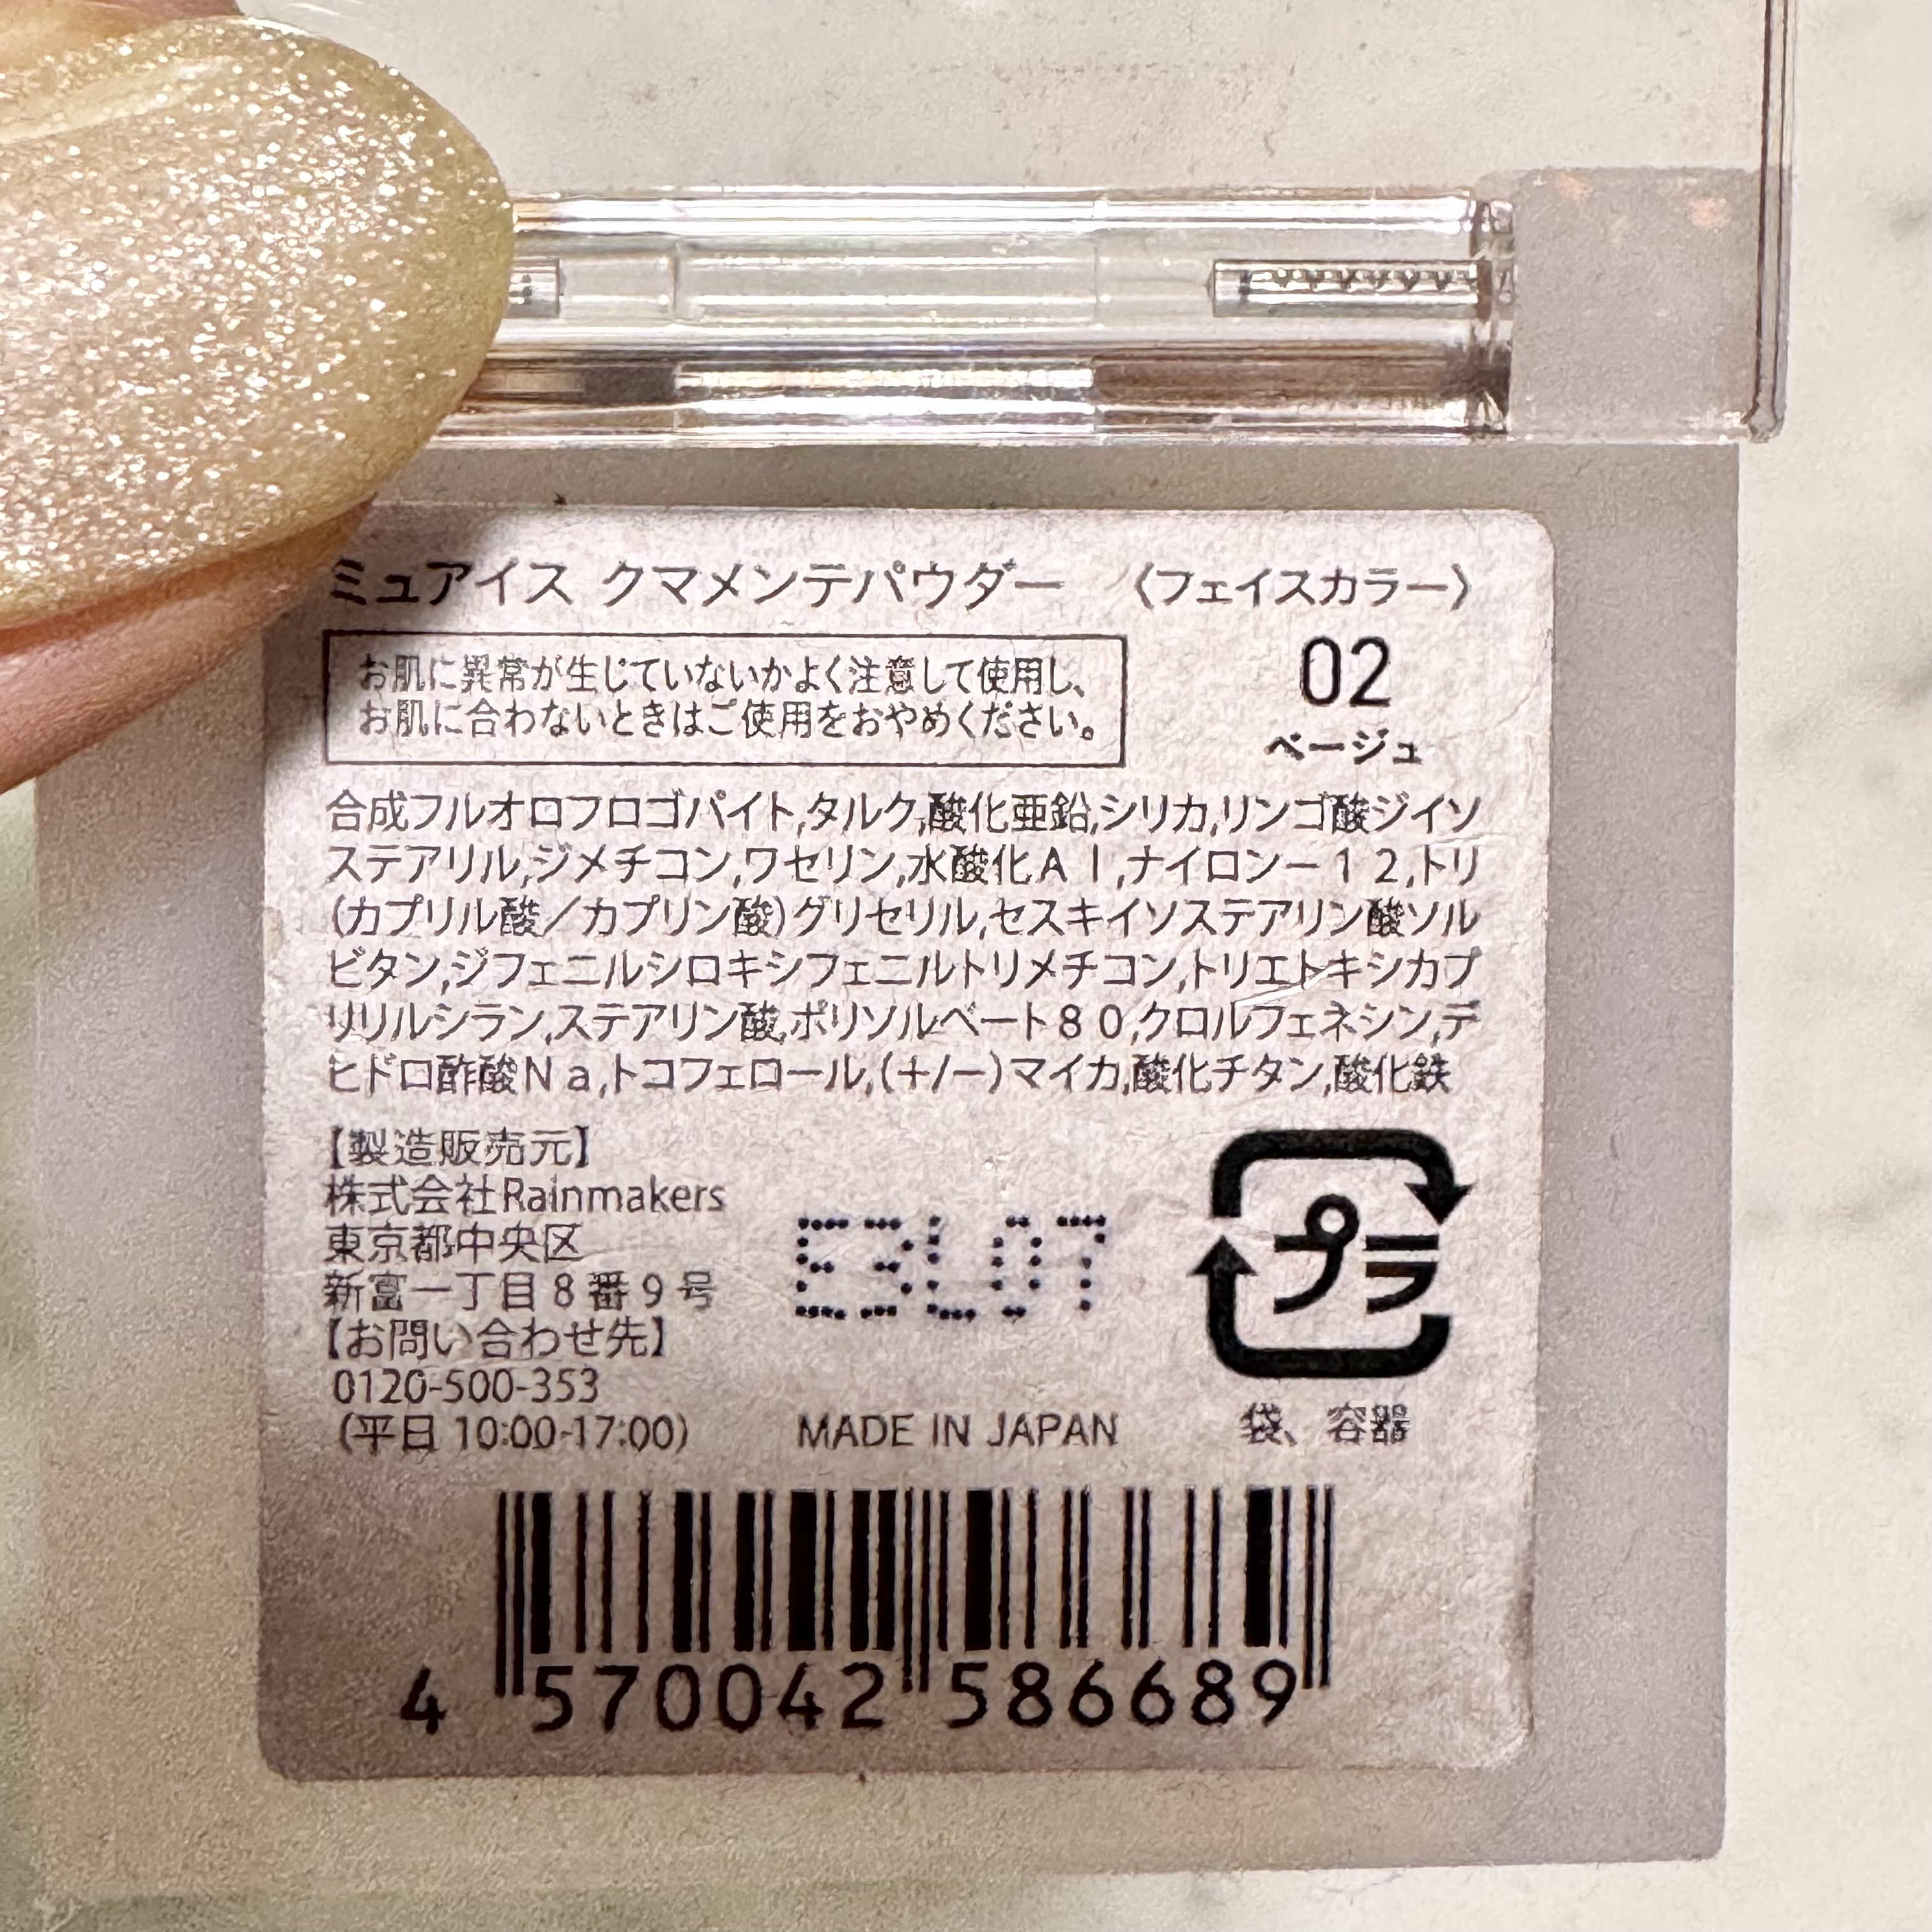 ミュアイス クマメンテパウダー 〈フェイスカラー〉
お肌に異常が生じていないかよく注意して使用し、
お肌に合わないときはご使用をおやめください。
02
ベージュ
合成フルオロフロゴパイト,タルク,酸化亜鉛,シリカ,リンゴ酸ジイソ
ステアリル,ジメチコン,ワセリン,水酸化Ａｌ,ナイロンー１２,トリ
(カプリル酸／カプリン酸)グリセリル,セスキイソステアリン酸ソル
ビタン,ジフェニルシロキシフェニルトリメチコン,トリエトキシカプ
リリルシラン,ステアリン酸,ポリソルベート８０,クロルフェネシン,デ
ヒドロ酢酸Ｎａ,トコフェロール,(+/−)マイカ,酸化チタン,酸化鉄
【製造販売元】
株式会社Rainmakers
東京都中央区
新富一丁目８番９号
【お問い合わせ先】
0120-500-353
(平日 10:00-17:00)
E3L07
MADE IN JAPAN
プラ
袋、容器
4 570042 586689